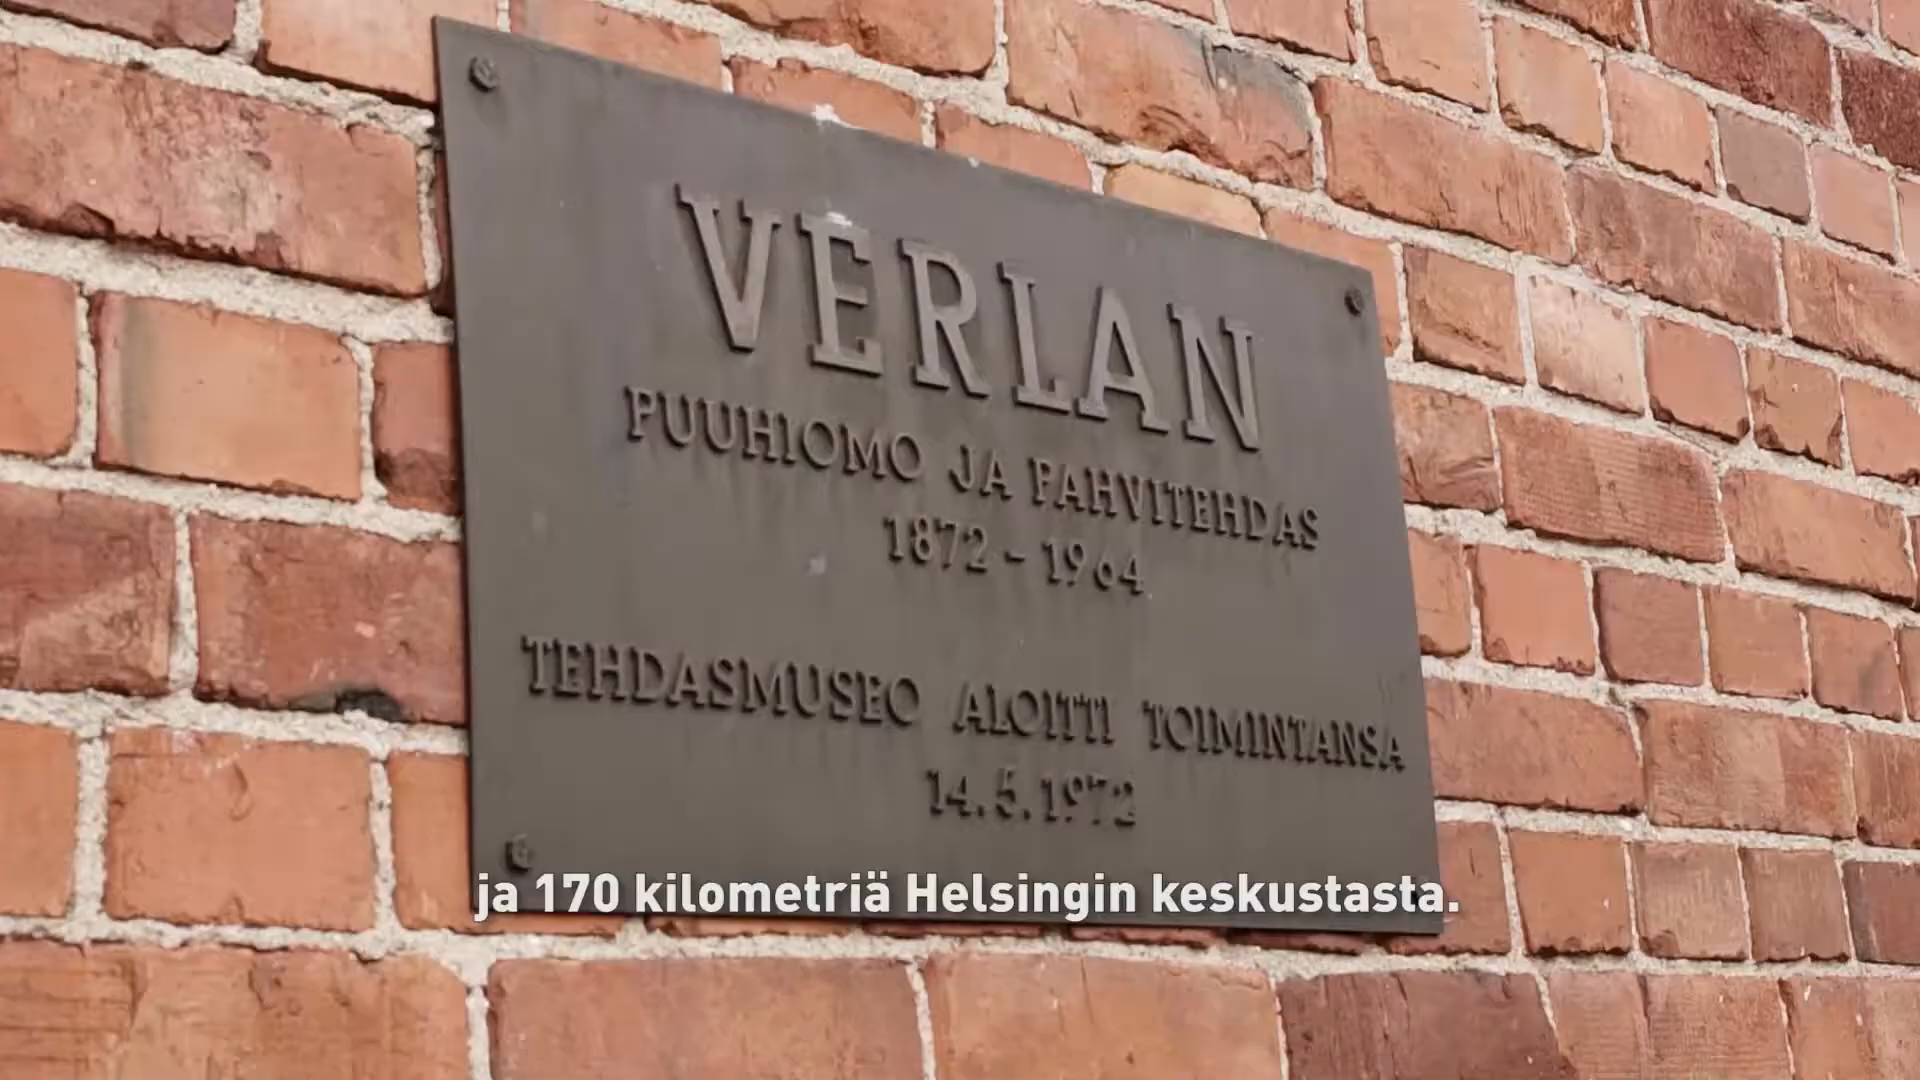 VERLAN
PUUHIOMO JA PAHVITEHDAS
1872 - 1964
TEHDASMUSEO ALOITTI TOIMINTANSA
14.5.1972
ja 170 kilometriä Helsingin keskustasta.